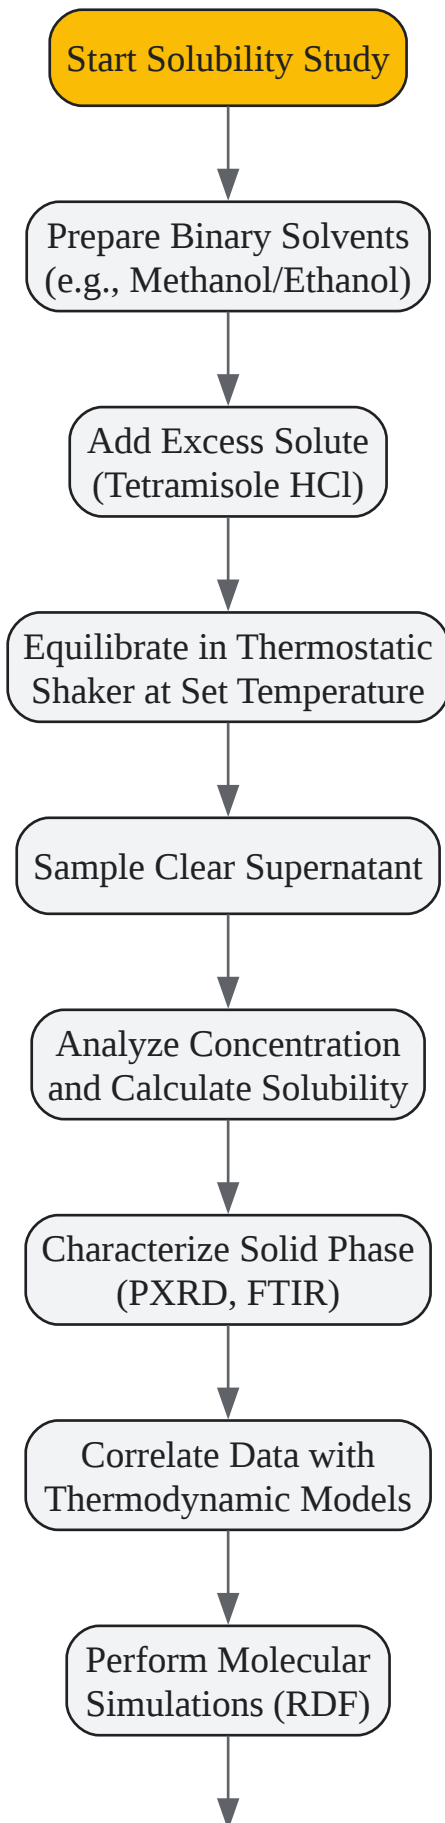 Start Solubility Study
Prepare Binary Solvents
(e.g., Methanol/Ethanol)
Add Excess Solute
(Tetramisole HCl)
Equilibrate in Thermostatic
Shaker at Set Temperature
Sample Clear Supernatant
Analyze Concentration
and Calculate Solubility
Characterize Solid Phase
(PXRD, FTIR)
Correlate Data with
Thermodynamic Models
Perform Molecular
Simulations (RDF)